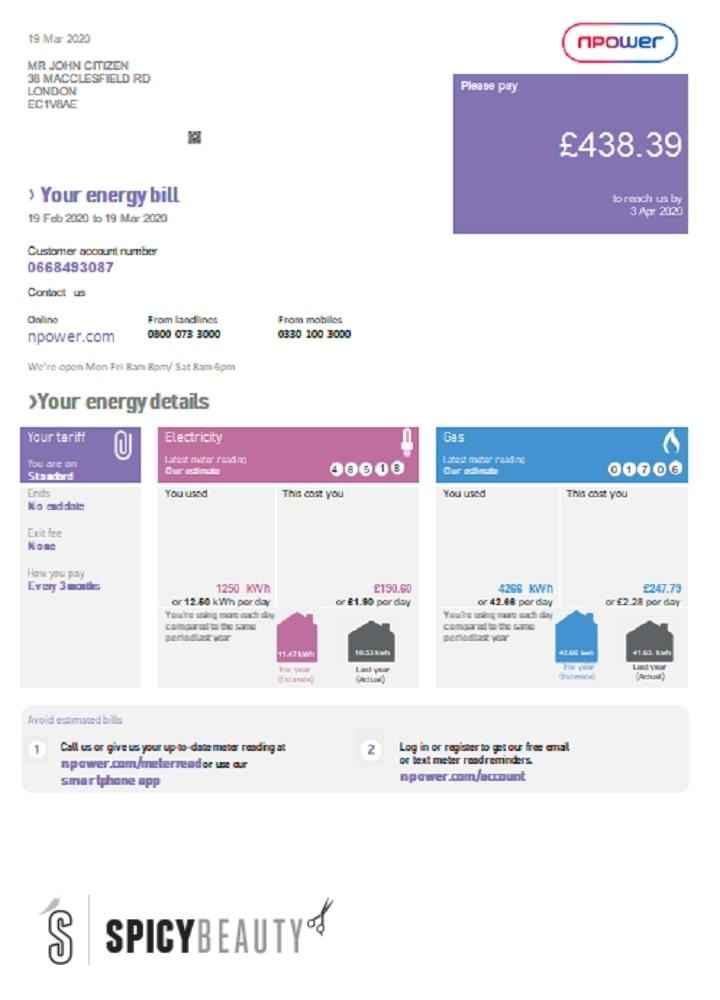 19 Mar 2020
npower
MR JOHN CITIZEN
38 MACCLESFIELD RD
LONDON
EC1V8AE
Please pay
£438.39
to reach us by
3 Apr 2020
› Your energy bill
19 Feb 2020 to 19 Mar 2020
Customer account number
0668493087
Contact us
Online
npower.com
From landlines
0800 073 3000
From mobiles
0330 100 3000
We're open Mon-Fri 8am-8pm/ Sat 8am-6pm
›Your energy details
Your tariff
You are on
Standard
Ends
No end date
Exit fee
None
How you pay
Every 3 months
Electricity
Latest meter reading
Our estimate
4 8 5 1 8
You used
1250 kWh
or 12.50 kWh per day
This cost you
£190.60
or £1.90 per day
You're using more each day
compared to the same
period last year
11.47 kWh
This year
(Estimate)
10.53 kwh
Last year
(Actual)
Gas
Latest meter reading
Our estimate
0 1 7 0 6
You used
4266 kWh
or 42.66 per day
This cost you
£247.79
or £2.28 per day
You're using more each day
compared to the same
period last year
42.66 kwh
This year
(Estimate)
41.63. kwh
Last year
(Actual)
Avoid estimated bills
1
Call us or give us your up-to-date meter reading at
npower.com/meterread or use our
smartphone app
2
Log in or register to get our free email
or text meter read reminders.
npower.com/account
S
SPICYBEAUTY